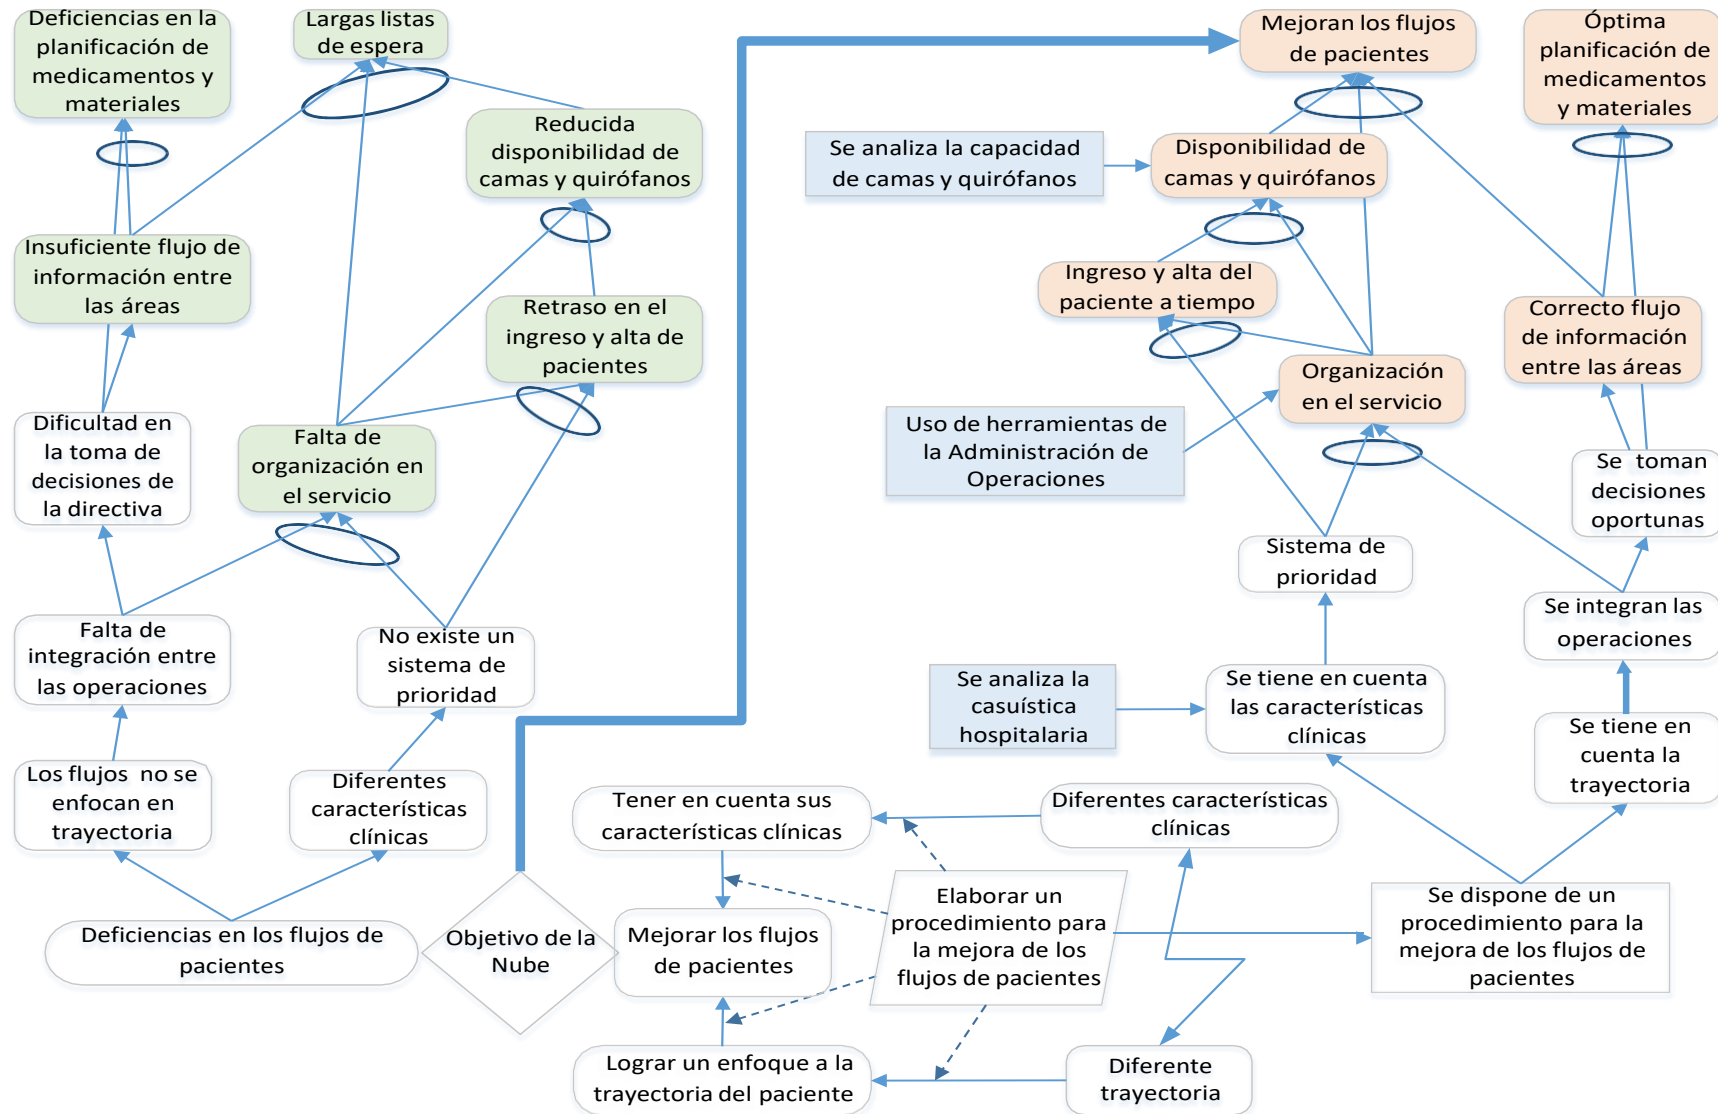 Deficiencias en la
planificación de
medicamentos y
materiales
Largas listas
de espera
Reducida
disponibilidad de
camas y quirófanos
Insuficiente flujo de
información entre
las áreas
Retraso en el
ingreso y alta de
pacientes
Dificultad en
la toma de
decisiones de
la directiva
Falta de
organización en
el servicio
Falta de
integración entre
las operaciones
No existe un
sistema de
prioridad
Los flujos no se
enfocan en
trayectoria
Diferentes
características
clínicas
Deficiencias en los flujos de
pacientes
Objetivo de la
Nube
Mejoran los flujos
de pacientes
Óptima
planificación de
medicamentos
y materiales
Se analiza la capacidad
de camas y quirófanos
Disponibilidad de
camas y quirófanos
Ingreso y alta del
paciente a tiempo
Correcto flujo
de información
entre las áreas
Organización
en el servicio
Uso de herramientas de
la Administración de
Operaciones
Se toman
decisiones
oportunas
Sistema de
prioridad
Se integran las
operaciones
Se analiza la
casuística
hospitalaria
Se tiene en cuenta
las características
clínicas
Se tiene en
cuenta la
trayectoria
Tener en cuenta sus
características clínicas
Diferentes características
clínicas
Mejorar los flujos
de pacientes
Elaborar un
procedimiento para
la mejora de los
flujos de pacientes
Se dispone de un
procedimiento para la
mejora de los flujos de
pacientes
Lograr un enfoque a la
trayectoria del paciente
Diferente
trayectoria